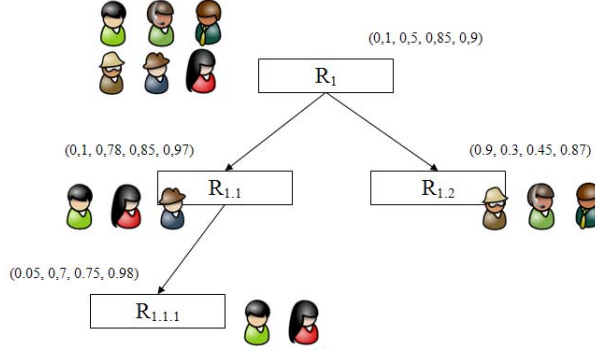 (0,1, 0,5, 0,85, 0,9)
R1
(0,1, 0,78, 0,85, 0,97)
(0.9, 0.3, 0.45, 0.87)
R1.1
R1.2
(0.05, 0,7, 0.75, 0.98)
R1.1.1